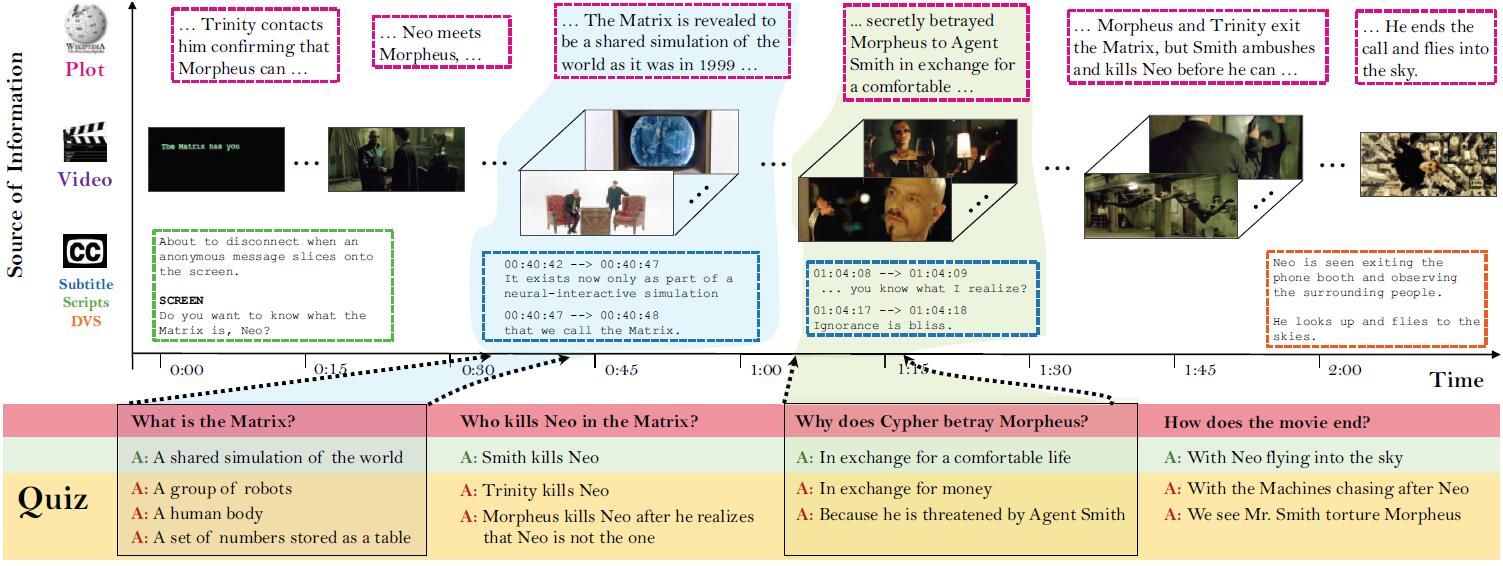 Source of Information
WIKIPEDIA
Plot
Video
CC
Subtitle
Scripts
DVS
... Trinity contacts
him confirming that
Morpheus can ...
... Neo meets
Morpheus, ...
... The Matrix is revealed to
be a shared simulation of the
world as it was in 1999 ...
... secretly betrayed
Morpheus to Agent
Smith in exchange for
a comfortable ...
... Morpheus and Trinity exit
the Matrix, but Smith ambushes
and kills Neo before he can ...
... He ends the
call and flies into
the sky.
The Matrix has you
...
...
...
...
...
About to disconnect when an
anonymous message slices onto
the screen.
SCREEN
Do you want to know what the
Matrix is, Neo?
00:40:42 --> 00:40:47
It exists now only as part of a
neural-interactive simulation
00:40:47 --> 00:40:48
that we call the Matrix.
01:04:08 --> 01:04:09
... you know what I realize?
01:04:17 --> 01:04:18
Ignorance is bliss.
Neo is seen exiting the
phone booth and observing
the surrounding people.
He looks up and flies to the
skies.
0:00
0:15
0:30
0:45
1:00
1:15
1:30
1:45
2:00
Time
Quiz
What is the Matrix?
A: A shared simulation of the world
A: A group of robots
A: A human body
A: A set of numbers stored as a table
Who kills Neo in the Matrix?
A: Smith kills Neo
A: Trinity kills Neo
A: Morpheus kills Neo after he realizes
that Neo is not the one
Why does Cypher betray Morpheus?
A: In exchange for a comfortable life
A: In exchange for money
A: Because he is threatened by Agent Smith
How does the movie end?
A: With Neo flying into the sky
A: With the Machines chasing after Neo
A: We see Mr. Smith torture Morpheus